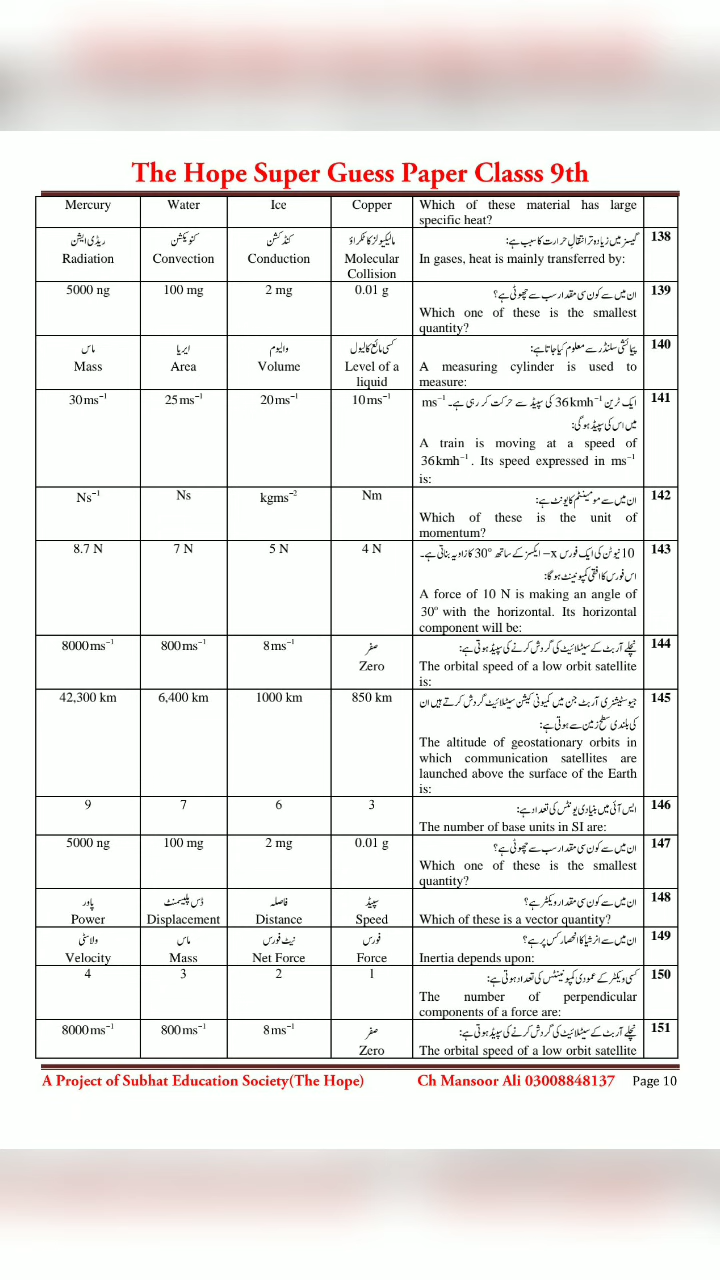 The Hope Super Guess Paper Classs 9th
Mercury Water Ice Copper Which of these material has large
specific heat?
ریڈی ایشن کنویکشن کنڈکشن مالیکیولز کا ٹکراؤ گیسز میں زیادہ تر انتقالِ حرارت کا سبب ہے: 138
Radiation Convection Conduction Molecular In gases, heat is mainly transferred by:
Collision
5000 ng 100 mg 2 mg 0.01 g ان میں سے کون سی مقدار سب سے چھوٹی ہے؟ 139
Which one of these is the smallest
quantity?
ماس ایریا والیوم کسی مائع کا لیول پیمائشی سلنڈر سے معلوم کیا جاتا ہے: 140
Mass Area Volume Level of a A measuring cylinder is used to
liquid measure:
30ms⁻¹ 25ms⁻¹ 20ms⁻¹ 10ms⁻¹ ایک ٹرین 36kmh⁻¹ کی سپیڈ سے حرکت کر رہی ہے۔ ms⁻¹ 141
میں اس کی سپیڈ ہو گی:
A train is moving at a speed of
36kmh⁻¹. Its speed expressed in ms⁻¹
is:
Ns⁻¹ Ns kgms⁻² Nm ان میں سے مومینٹم کا یونٹ ہے: 142
Which of these is the unit of
momentum?
8.7 N 7 N 5 N 4 N 10 نیوٹن کی ایک فورس x- ایکسز کے ساتھ 30° کا زاویہ بناتی ہے۔ 143
اس فورس کا افقی کمپونینٹ ہو گا:
A force of 10 N is making an angle of
30° with the horizontal. Its horizontal
component will be:
8000ms⁻¹ 800ms⁻¹ 8ms⁻¹ صفر نچلے آربٹ کے سیٹلائیٹ کی گردش کرنے کی سپیڈ ہوتی ہے: 144
Zero The orbital speed of a low orbit satellite
is:
42,300 km 6,400 km 1000 km 850 km جیوسٹیشنری آربٹ جن میں کمیونی کیشن سیٹلائیٹ گردش کرتے ہیں ان 145
کی بلندی سطح زمین سے ہوتی ہے:
The altitude of geostationary orbits in
which communication satellites are
launched above the surface of the Earth
is:
9 7 6 3 ایس آئی میں بنیادی یونٹس کی تعداد ہے: 146
The number of base units in SI are:
5000 ng 100 mg 2 mg 0.01 g ان میں سے کون سی مقدار سب سے چھوٹی ہے؟ 147
Which one of these is the smallest
quantity?
پاور ڈس پلیسمنٹ فاصلہ سپیڈ ان میں سے کون سی مقدار ویکٹر ہے؟ 148
Power Displacement Distance Speed Which of these is a vector quantity?
ولاسٹی ماس نیٹ فورس فورس ان میں سے انرشیا کا انحصار کس پر ہے؟ 149
Velocity Mass Net Force Force Inertia depends upon:
4 3 2 1 کسی ویکٹر کے عمودی کمپونینٹس کی تعداد ہوتی ہے: 150
The number of perpendicular
components of a force are:
8000ms⁻¹ 800ms⁻¹ 8ms⁻¹ صفر نچلے آربٹ کے سیٹلائیٹ کی گردش کرنے کی سپیڈ ہوتی ہے: 151
Zero The orbital speed of a low orbit satellite
A Project of Subhat Education Society(The Hope) Ch Mansoor Ali 03008848137 Page 10